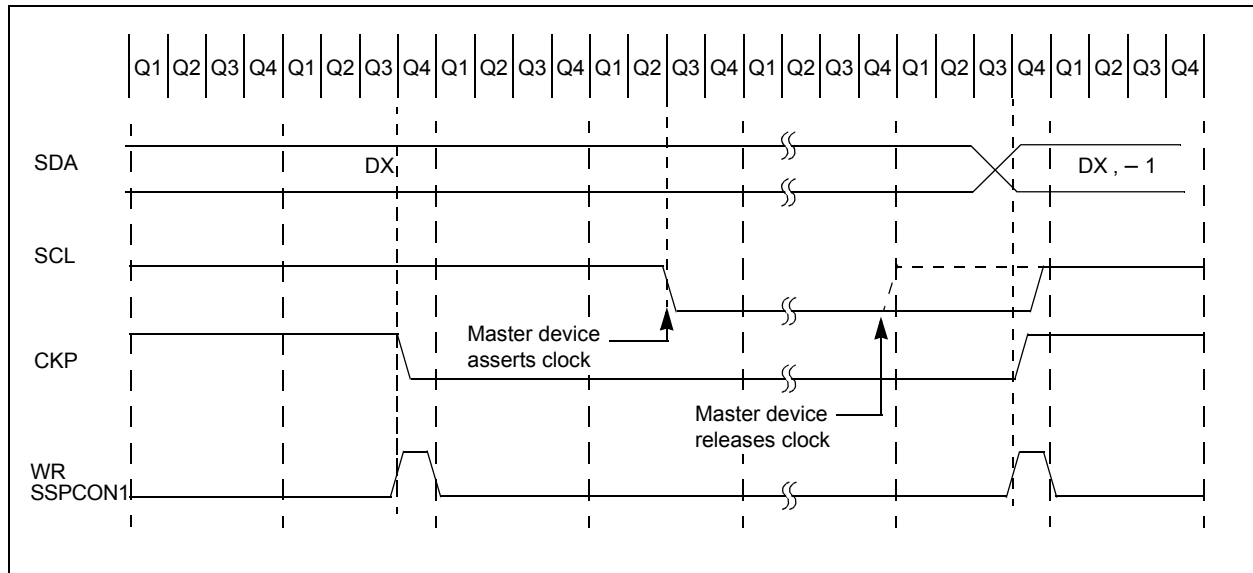 Q1 Q2 Q3 Q4 Q1 Q2 Q3 Q4 Q1 Q2 Q3 Q4 Q1 Q2 Q3 Q4 Q1 Q2 Q3 Q4 Q1 Q2 Q3 Q4 Q1 Q2 Q3 Q4
SDA
DX
DX , – 1
SCL
Master device
asserts clock
CKP
Master device
releases clock
WR
SSPCON1